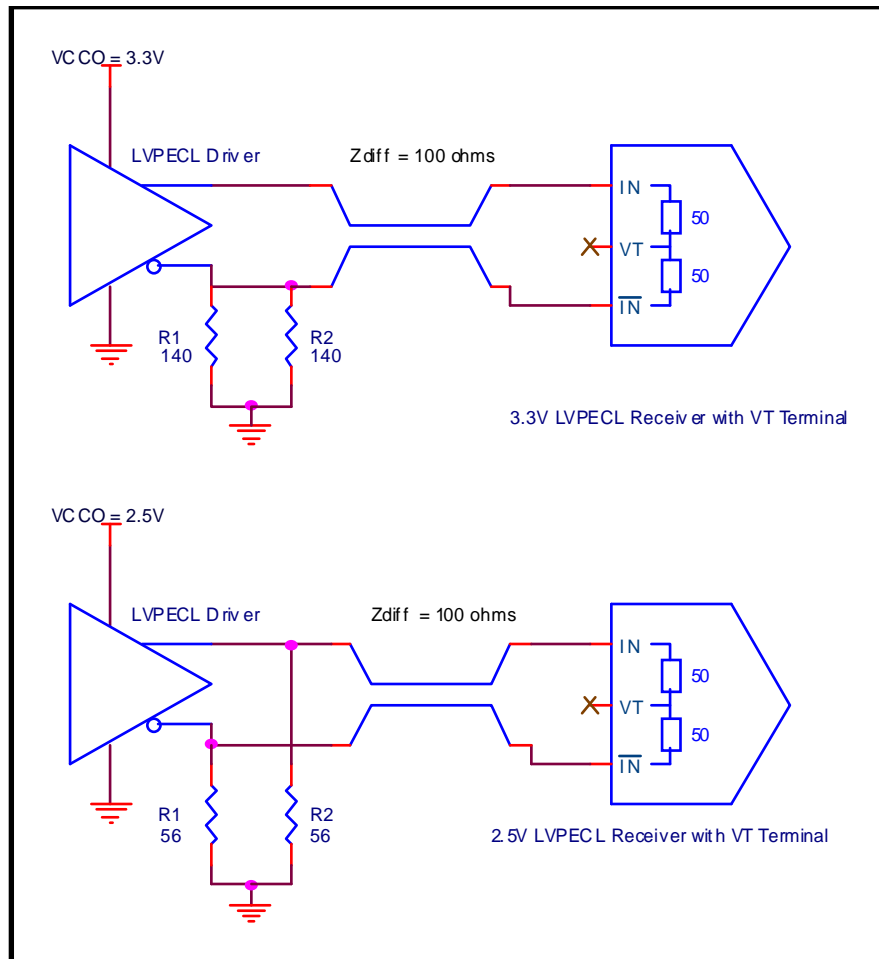 VCCO = 3.3V
LVPECL Driver
Zdiff = 100 ohms
IN
50
VT
50
IN
R1
140
R2
140
3.3V LVPECL Receiver with VT Terminal
VCCO = 2.5V
LVPECL Driver
Zdiff = 100 ohms
IN
50
VT
50
IN
R1
56
R2
56
2.5V LVPECL Receiver with VT Terminal